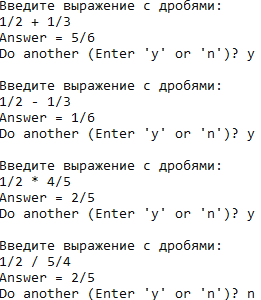 Введите выражение с дробями:
1/2 + 1/3
Answer = 5/6
Do another (Enter 'y' or 'n')? y
Введите выражение с дробями:
1/2 - 1/3
Answer = 1/6
Do another (Enter 'y' or 'n')? y
Введите выражение с дробями:
1/2 * 4/5
Answer = 2/5
Do another (Enter 'y' or 'n')? y
Введите выражение с дробями:
1/2 / 5/4
Answer = 2/5
Do another (Enter 'y' or 'n')? n